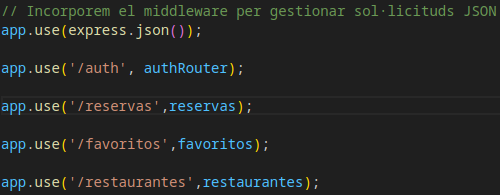 // Incorporem el middleware per gestionar sol·licituds JSON
app.use(express.json());
app.use('/auth', authRouter);
app.use('/reservas',reservas);
app.use('/favoritos',favoritos);
app.use('/restaurantes',restaurantes);